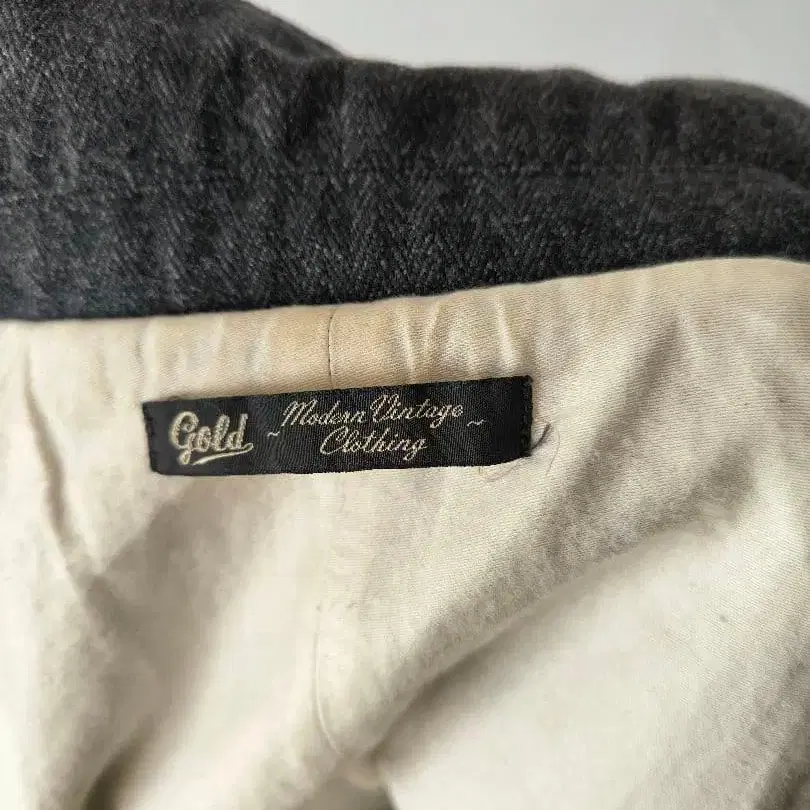 Gold
~ Modern Vintage ~
Clothing